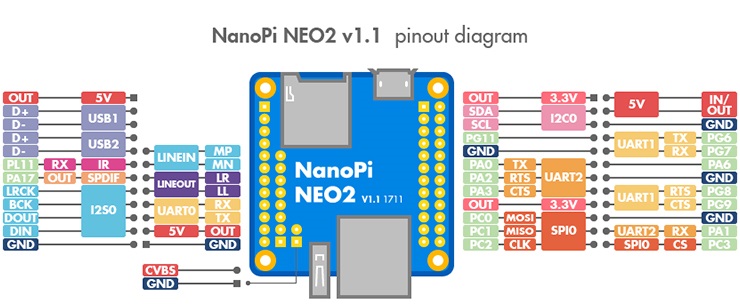 NanoPi NEO2 v1.1 pinout diagram
OUT 5V
D+ USB1
D-
D+ USB2
D-
PL11 RX IR
PA17 OUT SPDIF
LRCK I2S0
BCK
DOUT
DIN
GND
LINEIN MP
MN
LINEOUT LR
LL
UART0 RX
TX
5V OUT
GND
CVBS
GND
NanoPi
NEO2 V1.1 1711
OUT 3.3V
SDA I2C0
SCL
PG11
GND
PA0 TX UART2
PA2 RTS
PA3 CTS
OUT 3.3V
PC0 MOSI SPI0
PC1 MISO
PC2 CLK
5V IN/
OUT
GND
UART1 TX PG6
RX PG7
PA6
GND
UART1 RTS PG8
CTS PG9
GND
UART2 RX PA1
SPI0 CS PC3